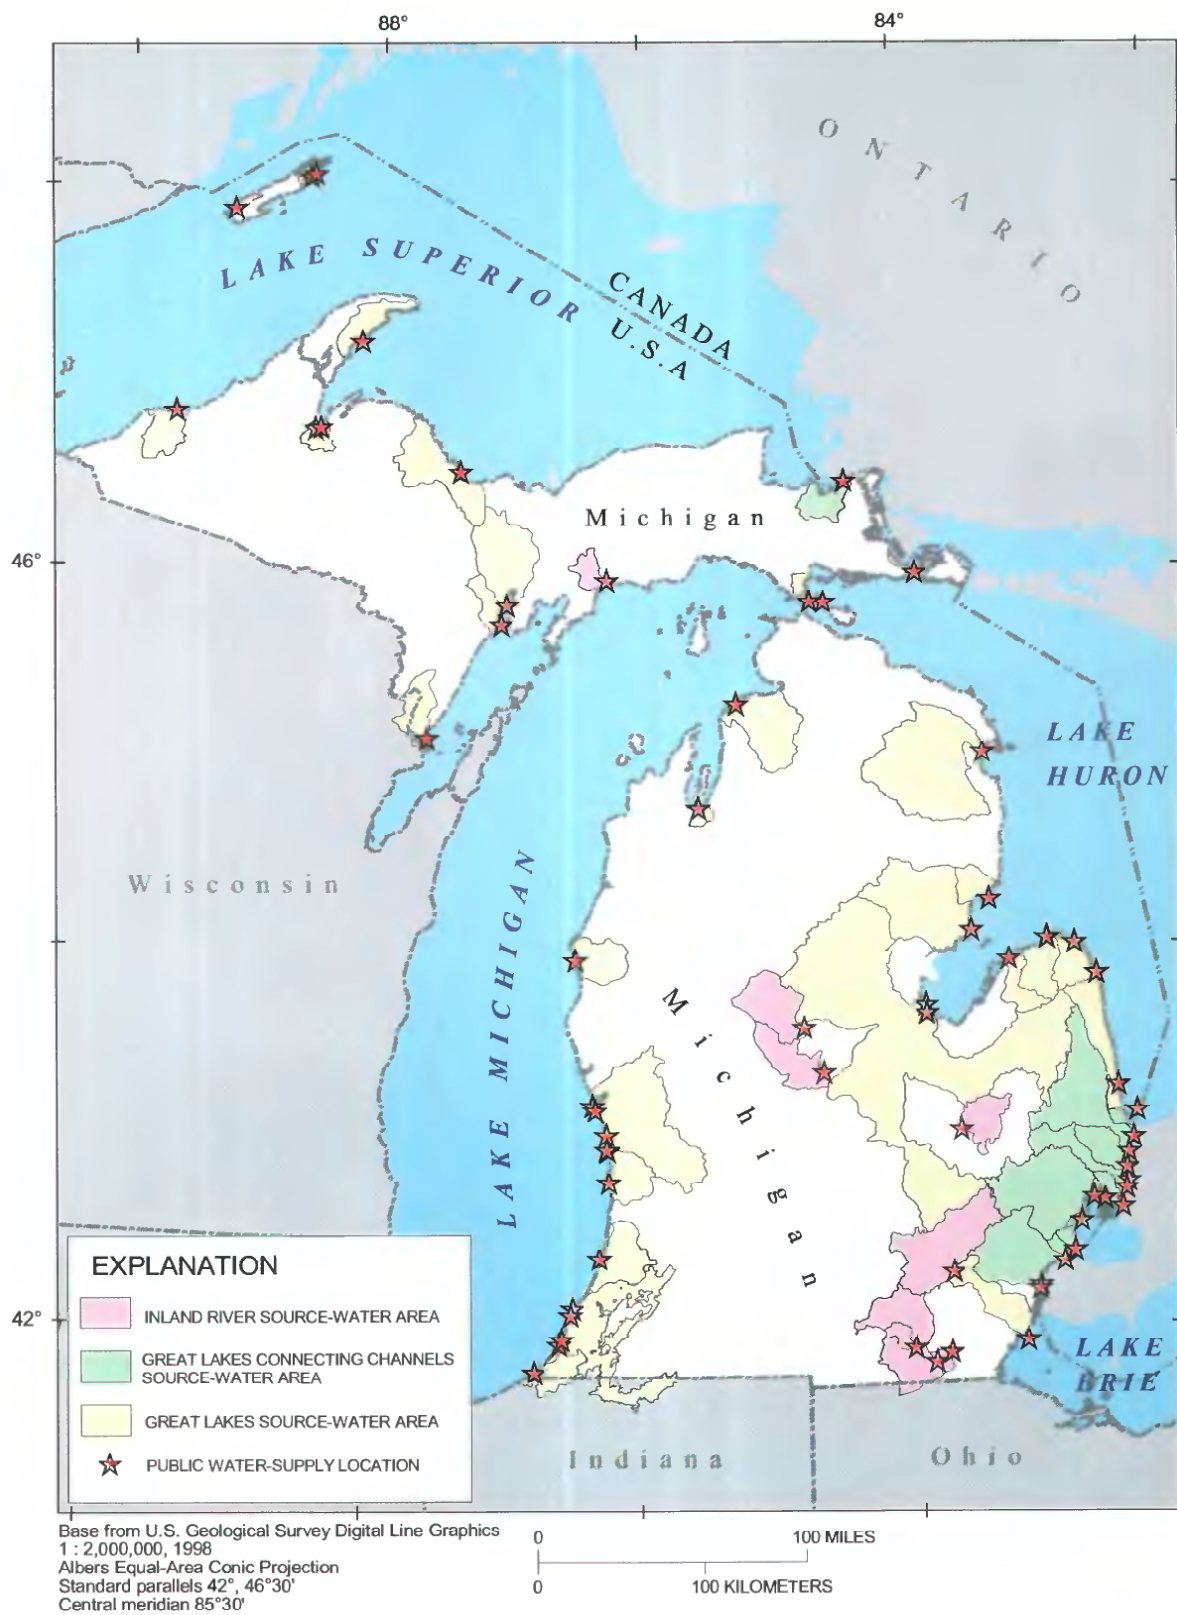 88°
84°
ONTARIO
LAKE SUPERIOR
CANADA
U.S.A
Michigan
46°
LAKE
HURON
Wisconsin
LAKE MICHIGAN
Michigan
EXPLANATION
INLAND RIVER SOURCE-WATER AREA
GREAT LAKES CONNECTING CHANNELS
SOURCE-WATER AREA
GREAT LAKES SOURCE-WATER AREA
PUBLIC WATER-SUPPLY LOCATION
42°
LAKE
ERIE
Indiana
Ohio
Base from U.S. Geological Survey Digital Line Graphics
1 : 2,000,000, 1998
Albers Equal-Area Conic Projection
Standard parallels 42°, 46°30'
Central meridian 85°30'
0 100 MILES
0 100 KILOMETERS